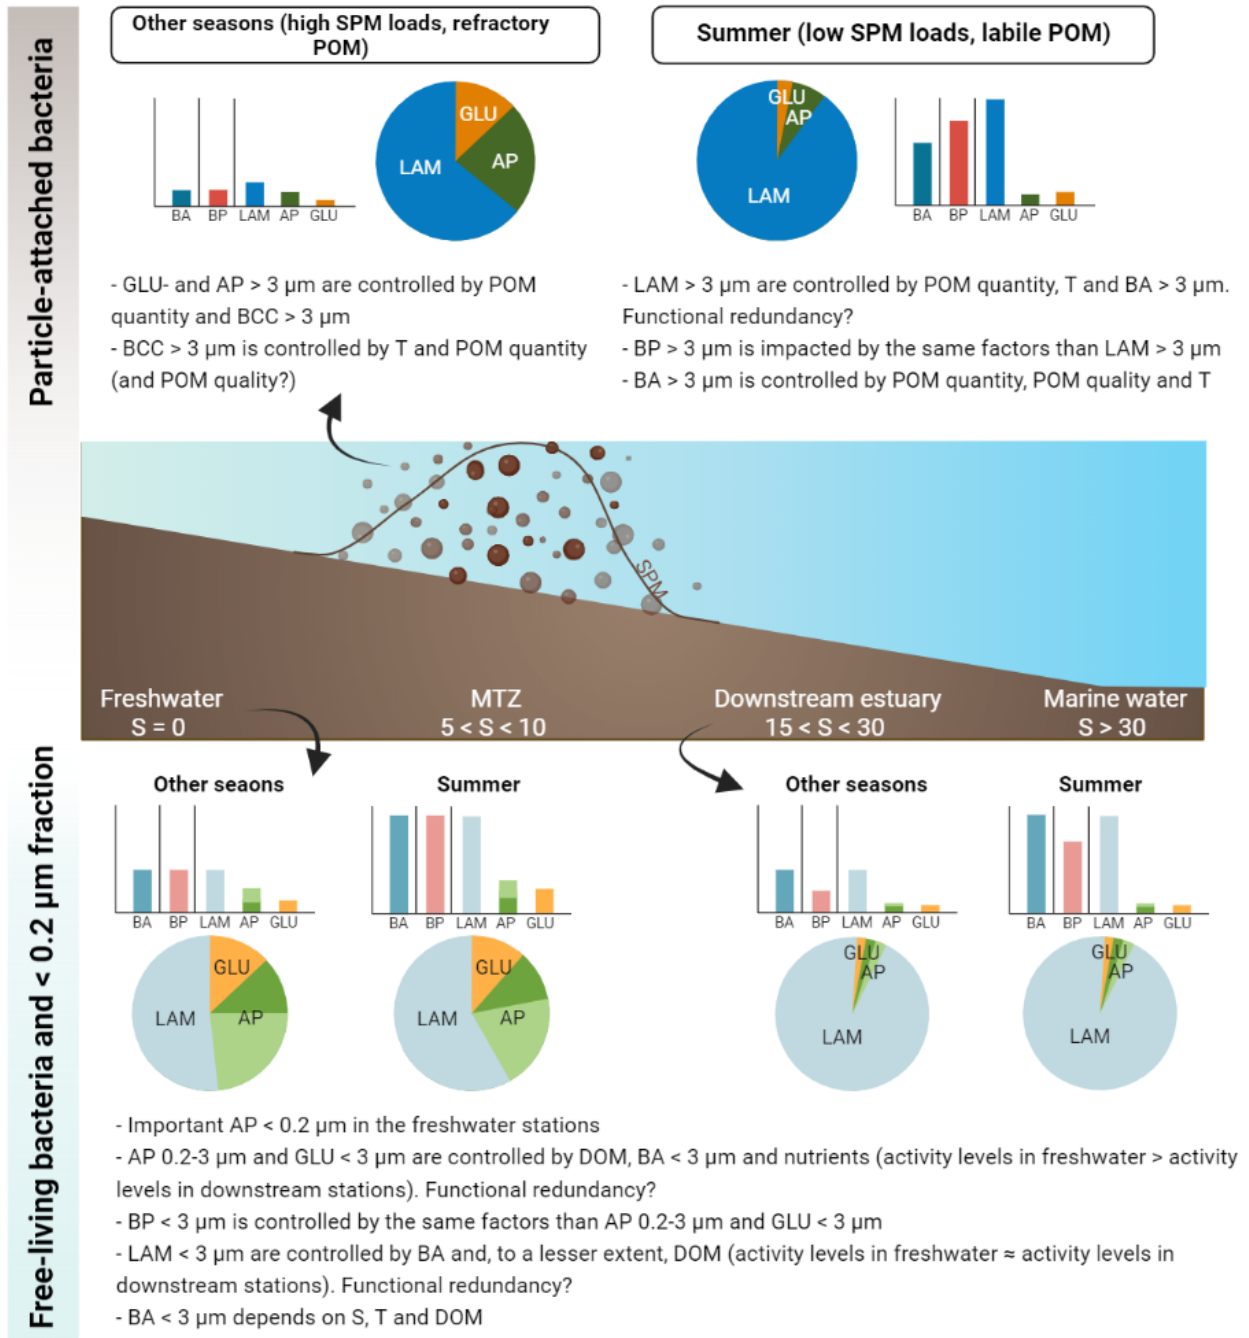 Particle-attached bacteria
Other seasons (high SPM loads, refractory
POM)
Summer (low SPM loads, labile POM)
BA BP LAM AP GLU
GLU
AP
LAM
GLU
AP
LAM
BA BP LAM AP GLU
- GLU- and AP > 3 µm are controlled by POM
quantity and BCC > 3 µm
- BCC > 3 µm is controlled by T and POM quantity
(and POM quality?)
- LAM > 3 µm are controlled by POM quantity, T and BA > 3 µm.
Functional redundancy?
- BP > 3 µm is impacted by the same factors than LAM > 3 µm
- BA > 3 µm is controlled by POM quantity, POM quality and T
SPM
Freshwater
S = 0
MTZ
5 < S < 10
Downstream estuary
15 < S < 30
Marine water
S > 30
Free-living bacteria and < 0.2 µm fraction
Other seaons
BA BP LAM AP GLU
GLU
AP
LAM
Summer
BA BP LAM AP GLU
GLU
AP
LAM
Other seasons
BA BP LAM AP GLU
GLU
AP
LAM
Summer
BA BP LAM AP GLU
GLU
AP
LAM
- Important AP < 0.2 µm in the freshwater stations
- AP 0.2-3 µm and GLU < 3 µm are controlled by DOM, BA < 3 µm and nutrients (activity levels in freshwater > activity
levels in downstream stations). Functional redundancy?
- BP < 3 µm is controlled by the same factors than AP 0.2-3 µm and GLU < 3 µm
- LAM < 3 µm are controlled by BA and, to a lesser extent, DOM (activity levels in freshwater ≈ activity levels in
downstream stations). Functional redundancy?
- BA < 3 µm depends on S, T and DOM